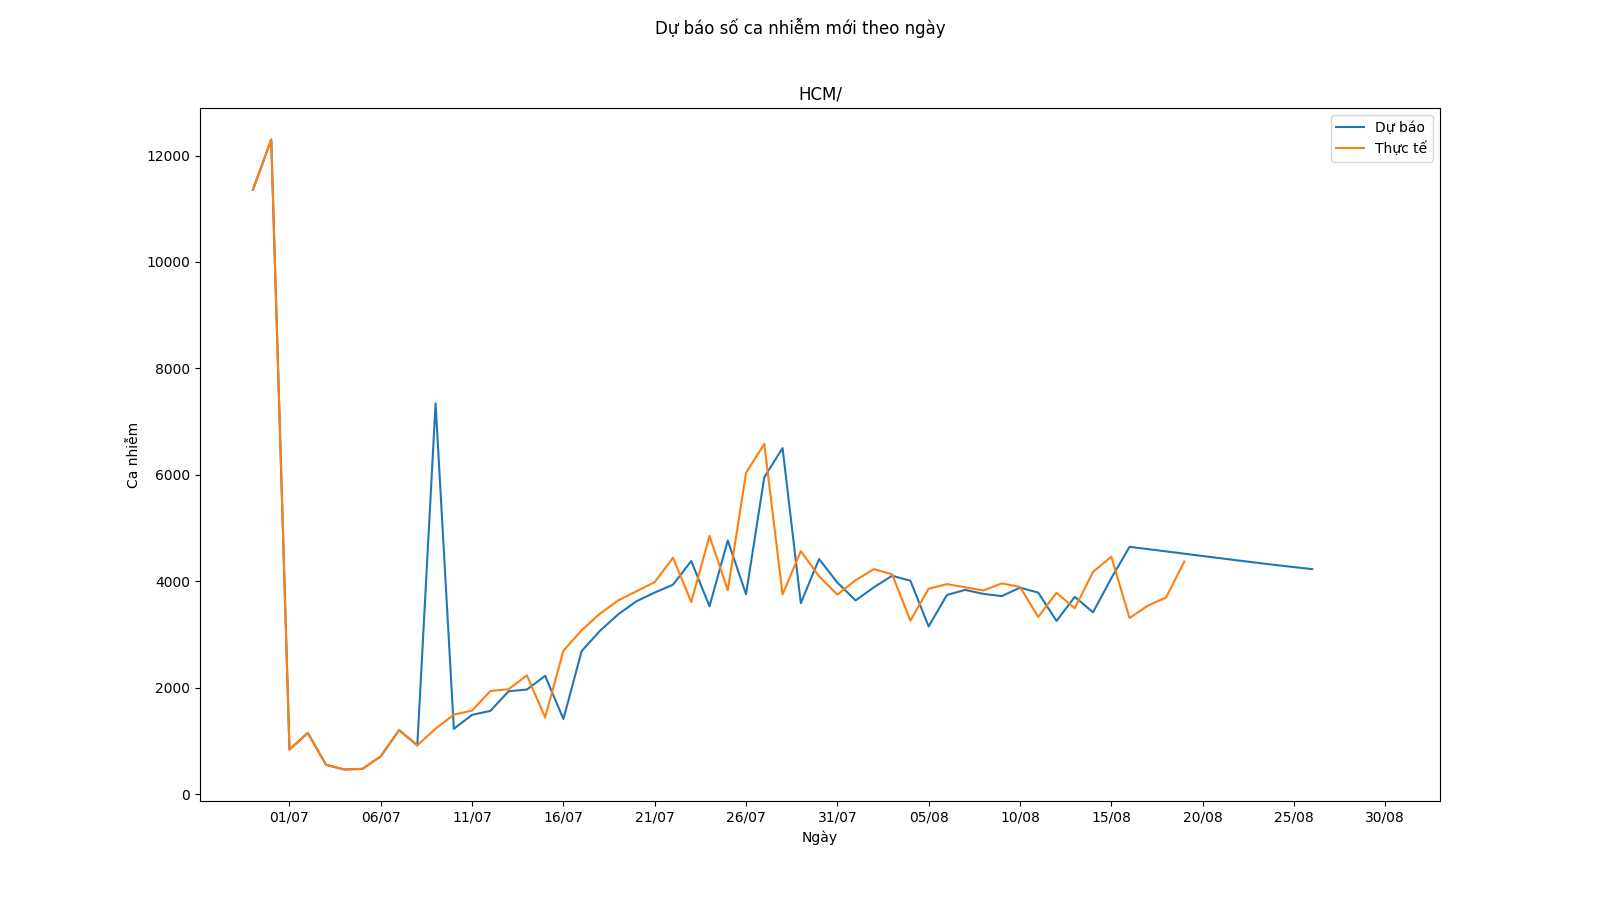 Dự báo số ca nhiễm mới theo ngày
HCM/
Dự báo
Thực tế
12000
10000
8000
6000
4000
2000
0
Ca nhiễm
01/07 06/07 11/07 16/07 21/07 26/07 31/07 05/08 10/08 15/08 20/08 25/08 30/08
Ngày